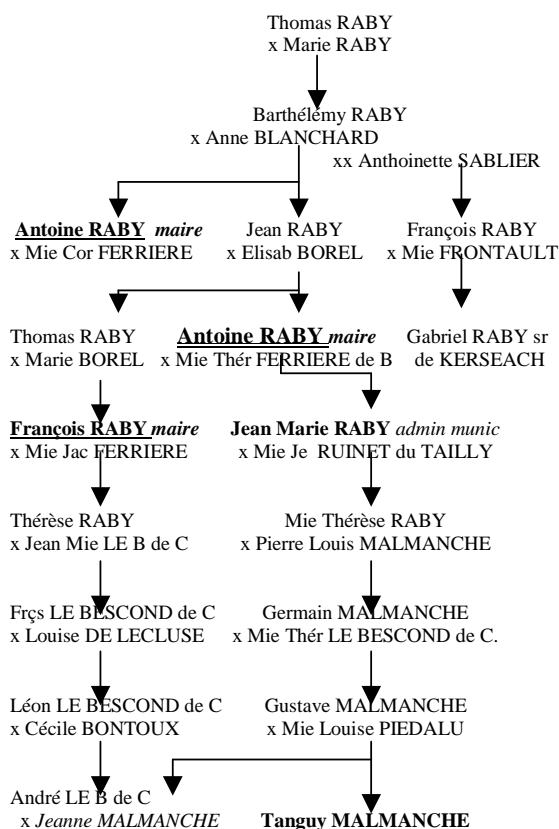 Thomas RABY
x Marie RABY
Barthélémy RABY
x Anne BLANCHARD
xx Anthoinette SABLIER
Antoine RABY maire
x Mie Cor FERRIERE
Jean RABY
x Elisab BOREL
François RABY
x Mie FRONTAULT
Thomas RABY
x Marie BOREL
Antoine RABY maire
x Mie Thér FERRIERE de B
Gabriel RABY sr
de KERSEACH
François RABY maire
x Mie Jac FERRIERE
Jean Marie RABY admin munic
x Mie Je RUINET du TAILLY
Thérèse RABY
x Jean Mie LE B de C
Mie Thérèse RABY
x Pierre Louis MALMANCHE
Frçs LE BESCOND de C
x Louise DE LECLUSE
Germain MALMANCHE
x Mie Thér LE BESCOND de C.
Léon LE BESCOND de C
x Cécile BONTOUX
Gustave MALMANCHE
x Mie Louise PIEDALU
André LE B de C
x Jeanne MALMANCHE
Tanguy MALMANCHE